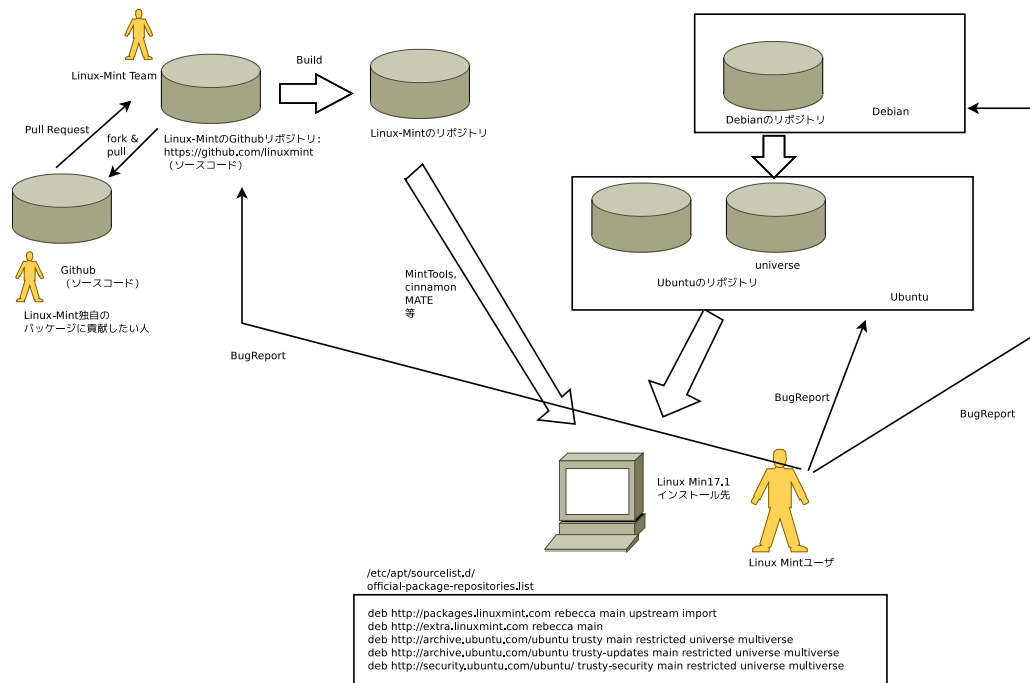 Linux-Mint Team
Build
Debianのリポジトリ
Debian
Pull Request
fork &
pull
Linux-MintのGithubリポジトリ:
https://github.com/linuxmint
（ソースコード）
Linux-Mintのリポジトリ
Github
（ソースコード）
Linux-Mint独自の
パッケージに貢献したい人
MintTools,
cinnamon
MATE
等
universe
Ubuntuのリポジトリ
Ubuntu
BugReport
BugReport
BugReport
Linux Min17.1
インストール先
Linux Mintユーザ
/etc/apt/sourcelist.d/
official-package-repositories.list
deb http://packages.linuxmint.com rebecca main upstream import
deb http://extra.linuxmint.com rebecca main
deb http://archive.ubuntu.com/ubuntu trusty main restricted universe multiverse
deb http://archive.ubuntu.com/ubuntu trusty-updates main restricted universe multiverse
deb http://security.ubuntu.com/ubuntu/ trusty-security main restricted universe multiverse